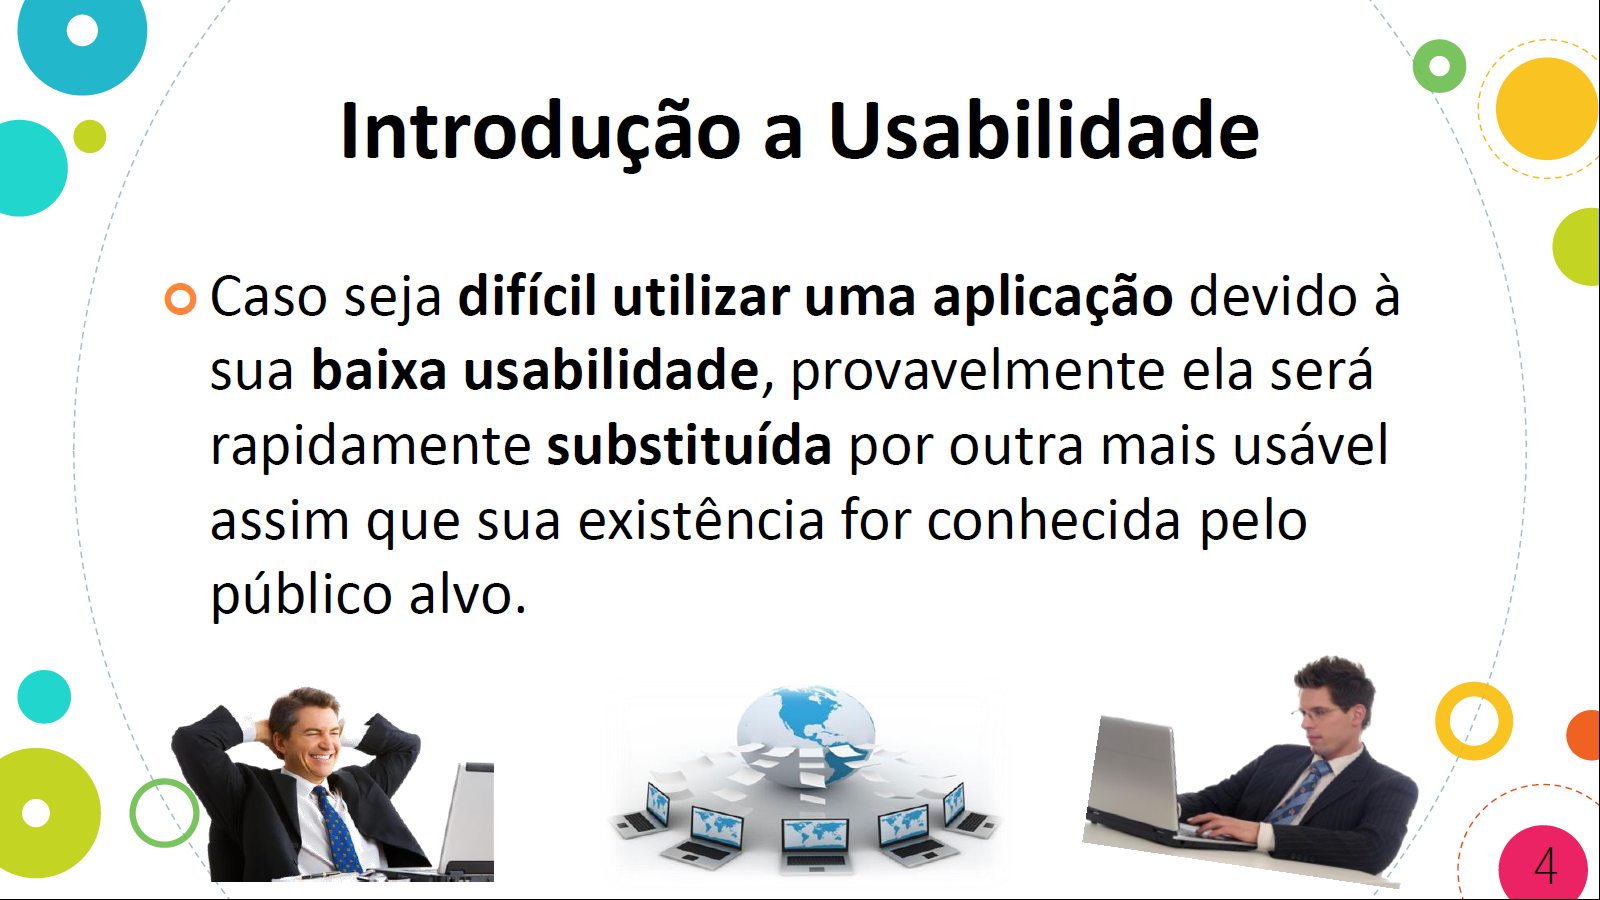 Introdução a Usabilidade
Caso seja difícil utilizar uma aplicação devido à
sua baixa usabilidade, provavelmente ela será
rapidamente substituída por outra mais usável
assim que sua existência for conhecida pelo
público alvo.
4